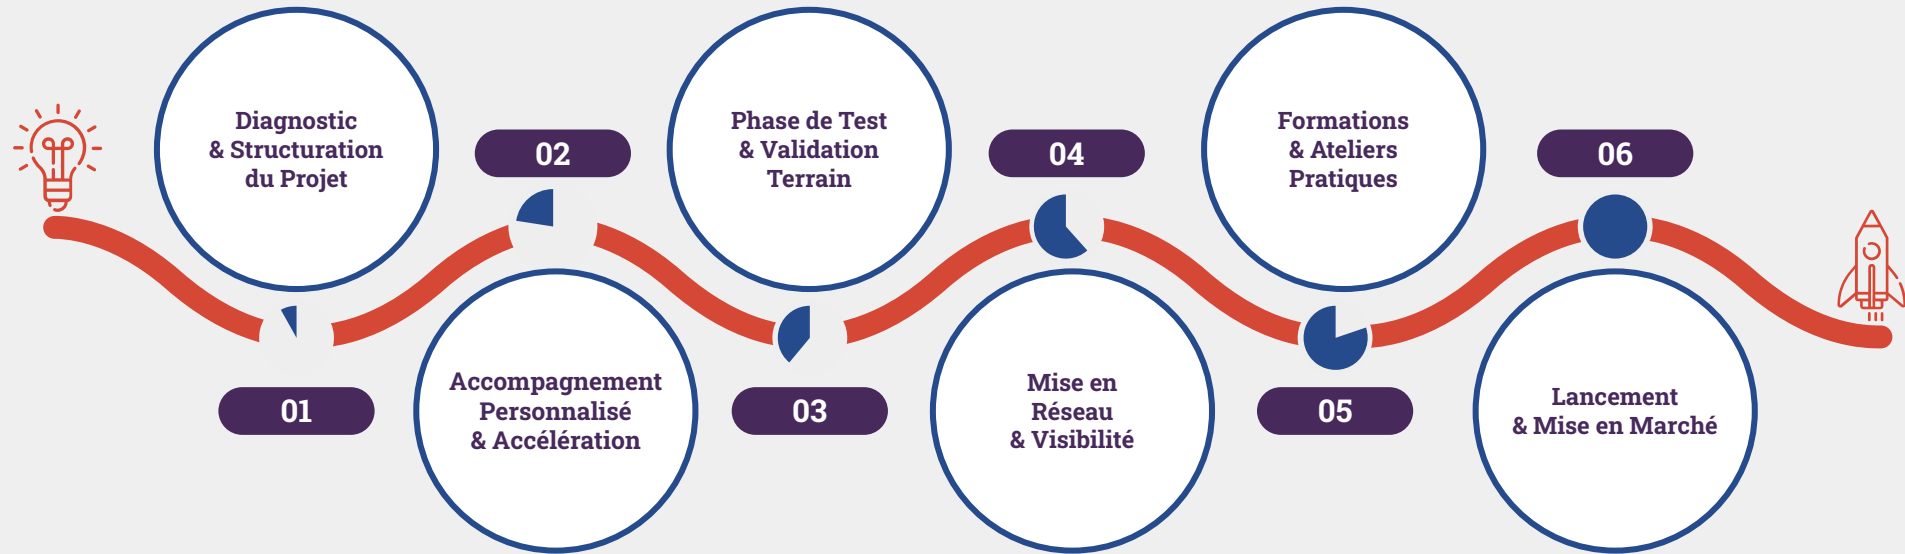 Diagnostic
& Structuration
du Projet
01
02
Accompagnement
Personnalisé
& Accélération
Phase de Test
& Validation
Terrain
03
04
Mise en
Réseau
& Visibilité
Formations
& Ateliers
Pratiques
05
06
Lancement
& Mise en Marché